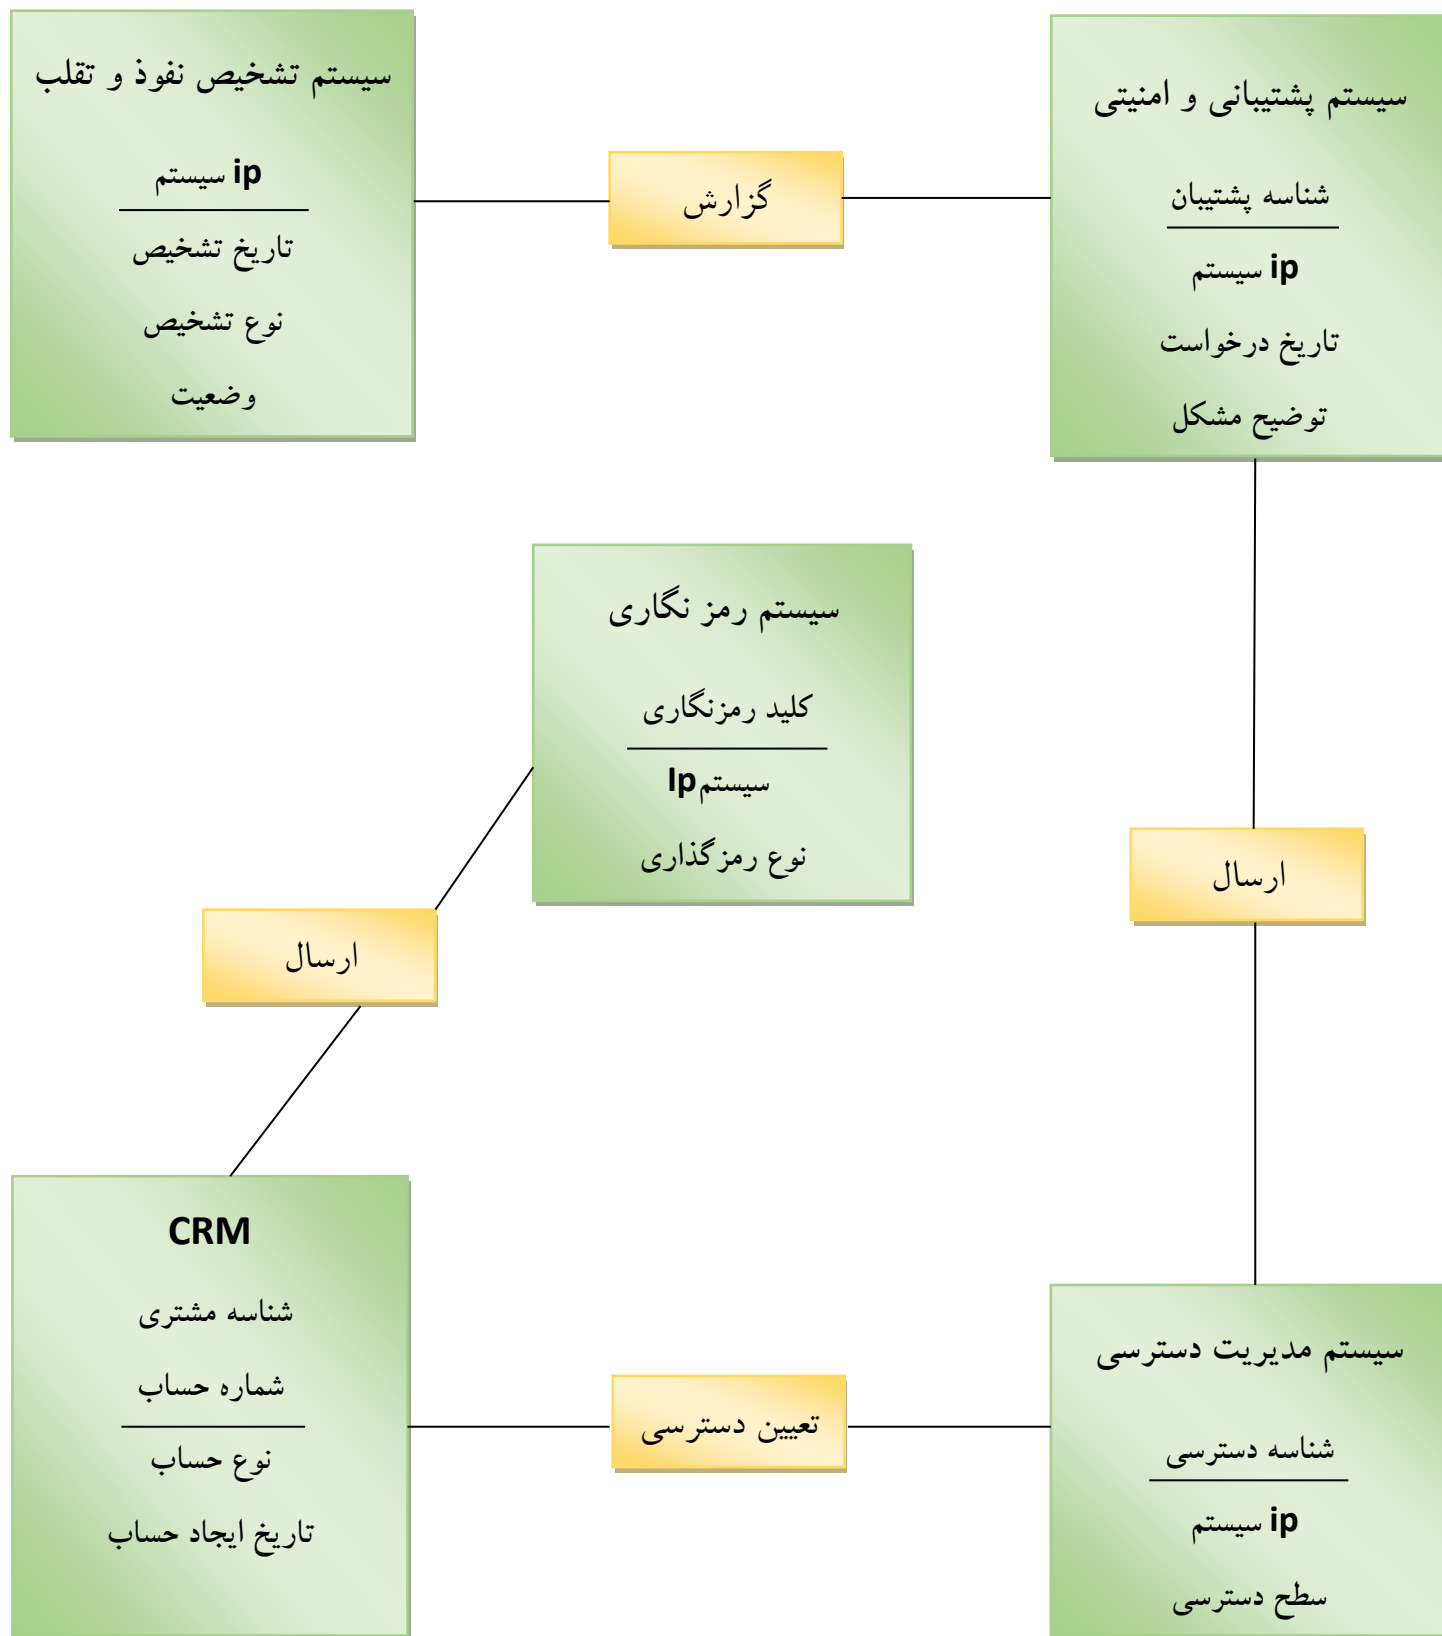 سیستم پشتیبانی و امنیتی
شناسه پشتیبان
ip سیستم
تاریخ درخواست
توضیح مشکل
گزارش
سیستم تشخیص نفوذ و تقلب
ip سیستم
تاریخ تشخیص
نوع تشخیص
وضعیت
سیستم رمز نگاری
کلید رمزنگاری
سیستمIp
نوع رمزگذاری
ارسال
ارسال
سیستم مدیریت دسترسی
شناسه دسترسی
ip سیستم
سطح دسترسی
تعیین دسترسی
CRM
شناسه مشتری
شماره حساب
نوع حساب
تاریخ ایجاد حساب